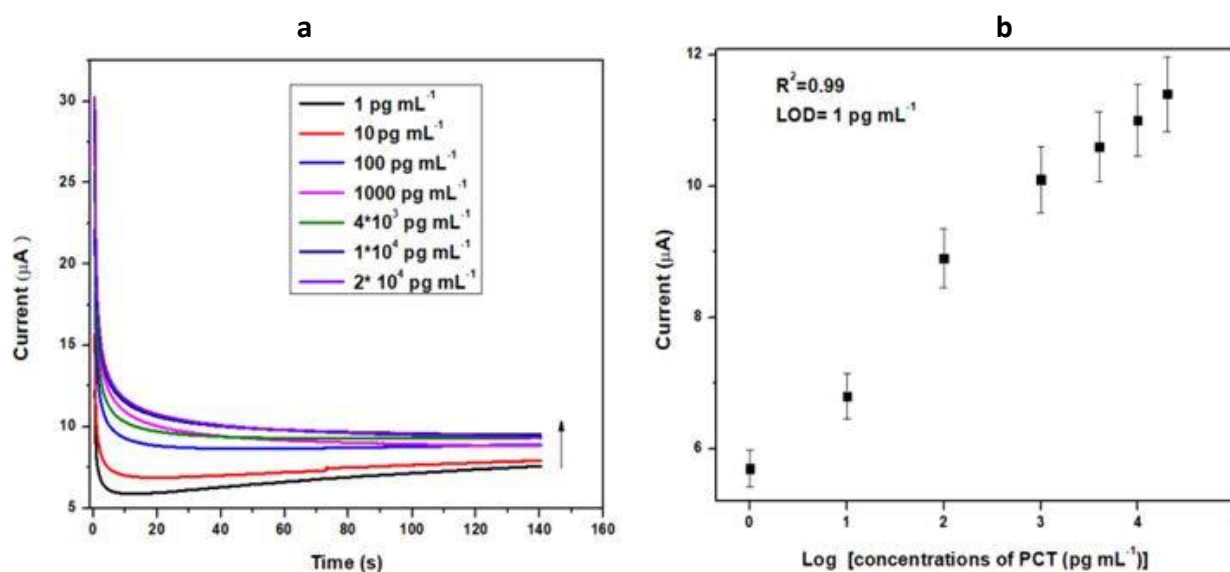 a
30
25
20
15
10
5
Current (μA)
1 pg mL⁻¹
10 pg mL⁻¹
100 pg mL⁻¹
1000 pg mL⁻¹
4*10³ pg mL⁻¹
1*10⁴ pg mL⁻¹
2* 10⁴ pg mL⁻¹
0 20 40 60 80 100 120 140 160
Time (s)
b
12
10
8
6
Current (μA)
R²=0.99
LOD= 1 pg mL⁻¹
0 1 2 3 4
Log [concentrations of PCT (pg mL⁻¹)]